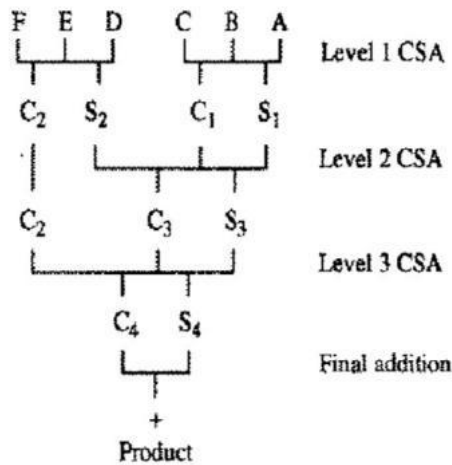 F E D C B A
Level 1 CSA
C₂ S₂ C₁ S₁
Level 2 CSA
C₂ C₃ S₃
Level 3 CSA
C₄ S₄
Final addition
+
Product